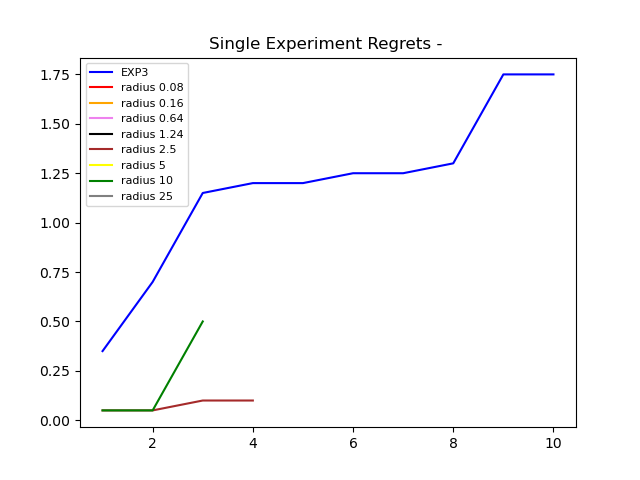 Single Experiment Regrets -
EXP3
radius 0.08
radius 0.16
radius 0.64
radius 1.24
radius 2.5
radius 5
radius 10
radius 25
1.75
1.50
1.25
1.00
0.75
0.50
0.25
0.00
2 4 6 8 10